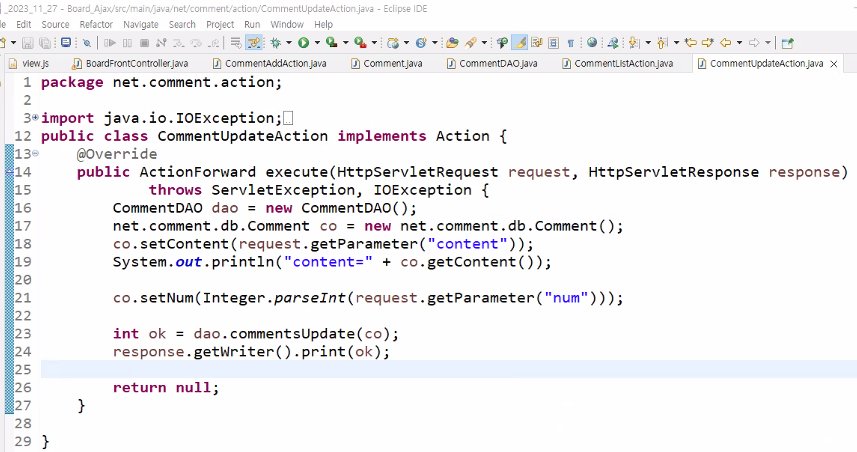 _2023_11_27 - Board_Ajax/src/main/java/net/comment/action/CommentUpdateAction.java - Eclipse IDE
Edit Source Refactor Navigate Search Project Run Window Help
view.js BoardFrontController.java CommentAddAction.java Comment.java CommentDAO.java CommentListAction.java CommentUpdateAction.java
1 package net.comment.action;
2
3 import java.io.IOException;
12 public class CommentUpdateAction implements Action {
13 @Override
14 public ActionForward execute(HttpServletRequest request, HttpServletResponse response)
15 throws ServletException, IOException {
16 CommentDAO dao = new CommentDAO();
17 net.comment.db.Comment co = new net.comment.db.Comment();
18 co.setContent(request.getParameter("content"));
19 System.out.println("content=" + co.getContent());
20
21 co.setNum(Integer.parseInt(request.getParameter("num")));
22
23 int ok = dao.commentsUpdate(co);
24 response.getWriter().print(ok);
25
26 return null;
27 }
28
29 }